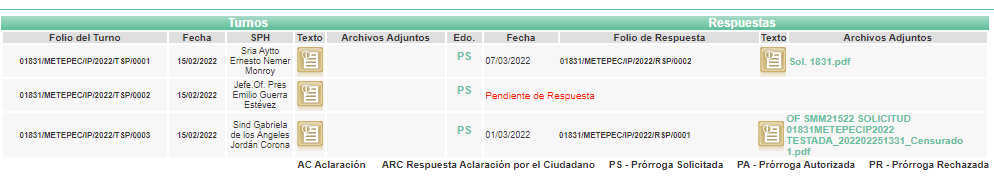 Turnos Respuestas
Folio del Turno Fecha SPH Texto Archivos Adjuntos Edo. Fecha Folio de Respuesta Texto Archivos Adjuntos
01831/METEPEC/IP/2022/TSP/0001 15/02/2022 Sria Aytto
Ernesto Nemer
Monroy PS 07/03/2022 01831/METEPEC/IP/2022/RSP/0002 Sol. 1831.pdf
01831/METEPEC/IP/2022/TSP/0002 15/02/2022 Jefe.Of. Pres
Emilio Guerra
Estévez PS Pendiente de Respuesta
01831/METEPEC/IP/2022/TSP/0003 15/02/2022 Sind Gabriela
de los Ángeles
Jordán Corona PS 01/03/2022 01831/METEPEC/IP/2022/RSP/0001 OF SMM21522 SOLICITUD
01831METEPECIP2022
TESTADA_202202251331_Censurado
1.pdf
AC Aclaración ARC Respuesta Aclaración por el Ciudadano PS - Prórroga Solicitada PA - Prórroga Autorizada PR - Prórroga Rechazada